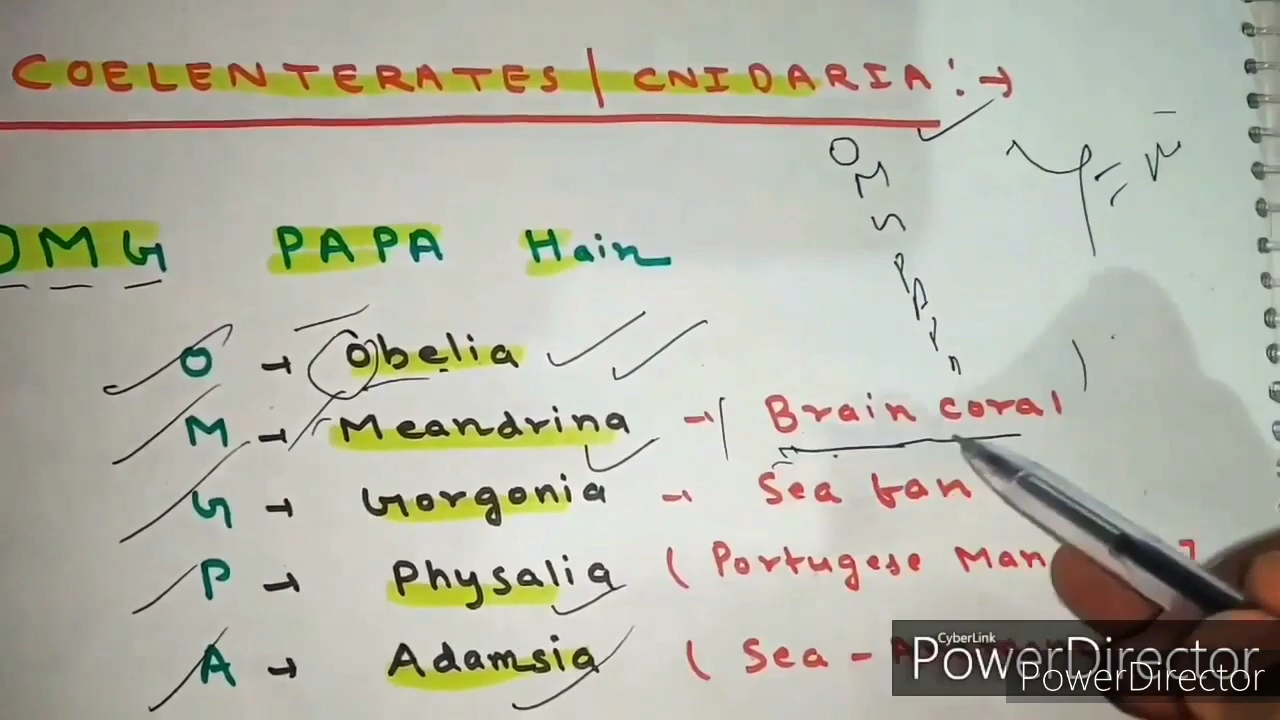 COELENTERATES / CNIDARIA :→
OMG PAPA Hain
O → Obelia
M → Meandrina → ( Brain coral )
G → Gorgonia - Sea fan
P → Physalia ( Portugese Man
A → Adamsia ( Sea -
O
M
P
A
P
CyberLink
PowerDirector
PowerDirector